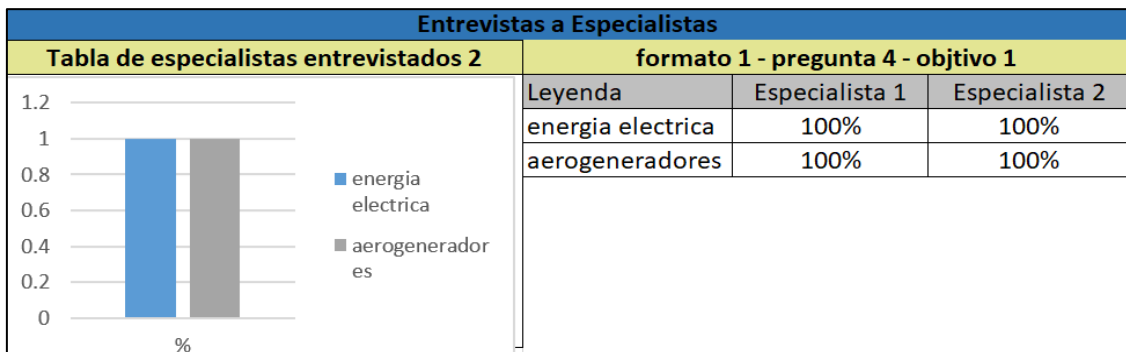 Entrevistas a Especialistas
Tabla de especialistas entrevistados 2
formato 1 - pregunta 4 - objtivo 1
Leyenda Especialista 1 Especialista 2
energia electrica 100% 100%
aerogeneradores 100% 100%
1.2
1
0.8
0.6
0.4
0.2
0
%
energía
electrica
aerogenerador
es